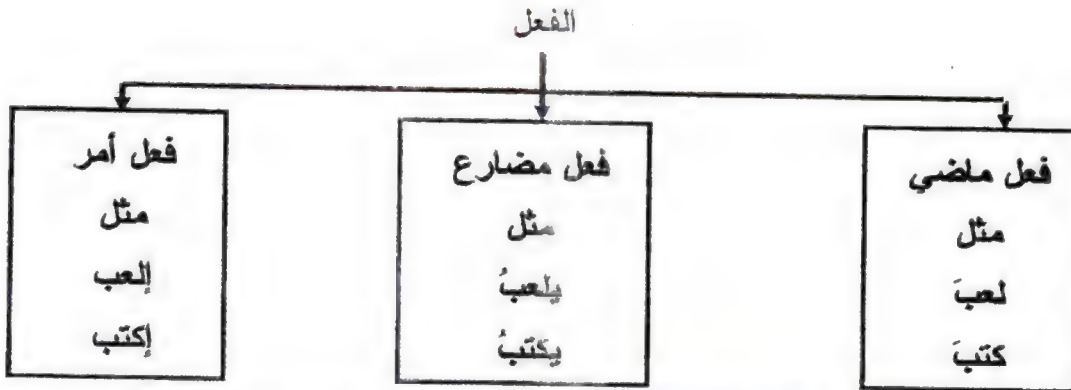 الفعل
فعل ماضي
مثل
لعبَ
كتبَ
فعل مضارع
مثل
يلعبُ
يكتبُ
فعل أمر
مثل
إلعب
إكتب